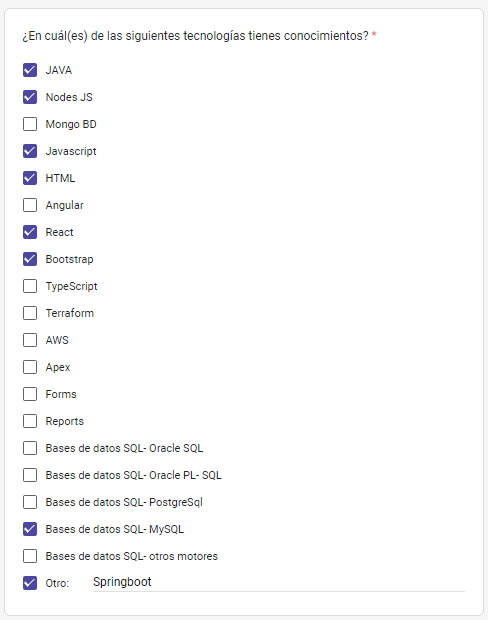 ¿En cuál(es) de las siguientes tecnologías tienes conocimientos? *
JAVA
Nodes JS
Mongo BD
Javascript
HTML
Angular
React
Bootstrap
TypeScript
Terraform
AWS
Apex
Forms
Reports
Bases de datos SQL- Oracle SQL
Bases de datos SQL- Oracle PL- SQL
Bases de datos SQL- PostgreSql
Bases de datos SQL- MySQL
Bases de datos SQL- otros motores
Otro: Springboot